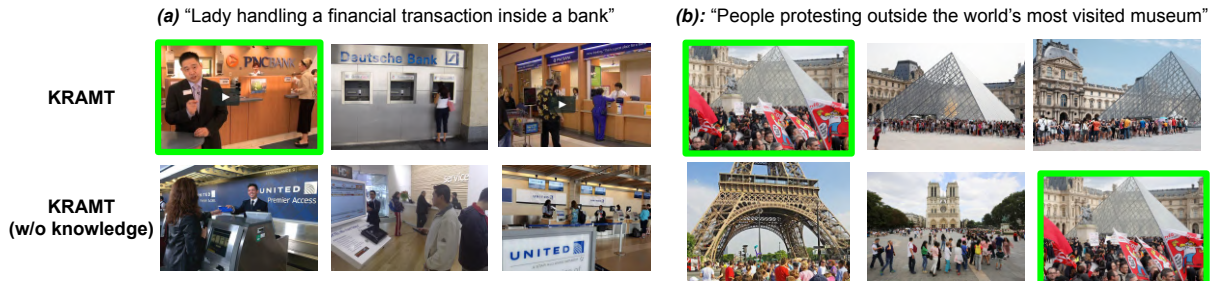 (a) “Lady handling a financial transaction inside a bank”
(b): “People protesting outside the world’s most visited museum”
KRAMT
PNCBANK
Deutsche Bank
KRAMT
(w/o knowledge)
UNITED
Premier Access
service
UNITED